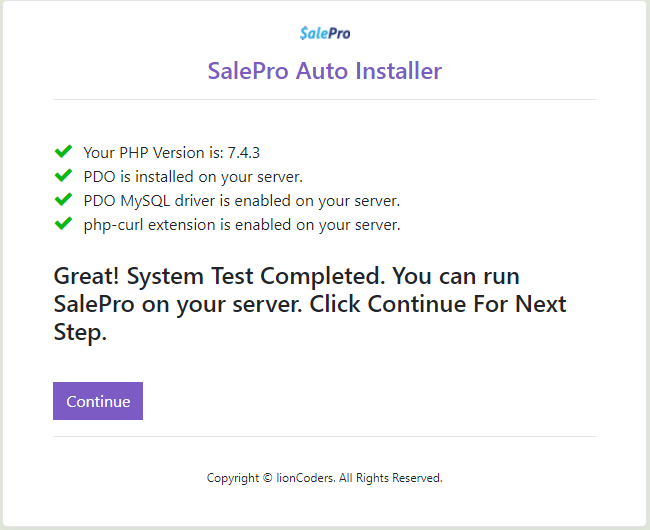 $alePro
SalePro Auto Installer
Your PHP Version is: 7.4.3
PDO is installed on your server.
PDO MySQL driver is enabled on your server.
php-curl extension is enabled on your server.
Great! System Test Completed. You can run
SalePro on your server. Click Continue For Next
Step.
Continue
Copyright © lionCoders. All Rights Reserved.